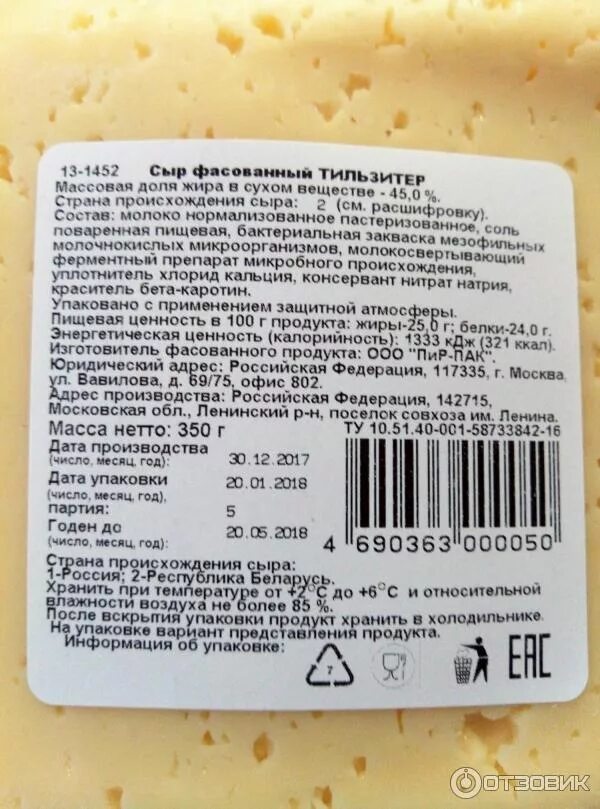 13-1452 Сыр фасованный ТИЛЬЗИТЕР
Массовая доля жира в сухом веществе - 45,0 %.
Страна происхождения сыра: 2 (см. расшифровку).
Состав: молоко нормализованное пастеризованное, соль
поваренная пищевая, бактериальная закваска мезофильных
молочнокислых микроорганизмов, молокосвертывающий
ферментный препарат микробного происхождения,
уплотнитель хлорид кальция, консервант нитрат натрия,
краситель бета-каротин.
Упаковано с применением защитной атмосферы.
Пищевая ценность в 100 г продукта: жиры-25,0 г; белки-24,0 г.
Энергетическая ценность (калорийность): 1333 кДж (321 ккал).
Изготовитель фасованного продукта: ООО "ПиР-ПАК".
Юридический адрес: Российская Федерация, 117335, г. Москва
ул. Вавилова, д. 69/75, офис 802.
Адрес производства: Российская Федерация, 142715,
Московская обл., Ленинский р-н, поселок совхоза им. Ленина.
Масса нетто: 350 г ТУ 10.51.40-001-58733842-16
Дата производства
(число, месяц, год): 30.12.2017
Дата упаковки 20.01.2018
(число, месяц, год),
партия: 5
Годен до 20.05.2018
(число, месяц, год):
4 690363 000050
Страна происхождения сыра:
1-Россия; 2-Республика Беларусь.
Хранить при температуре от +2°С до +6°С и относительной
влажности воздуха не более 85 %.
После вскрытия упаковки продукт хранить в холодильнике.
На упаковке вариант представления продукта.
Информация об упаковке:
7
EAC
ОТЗОВИК